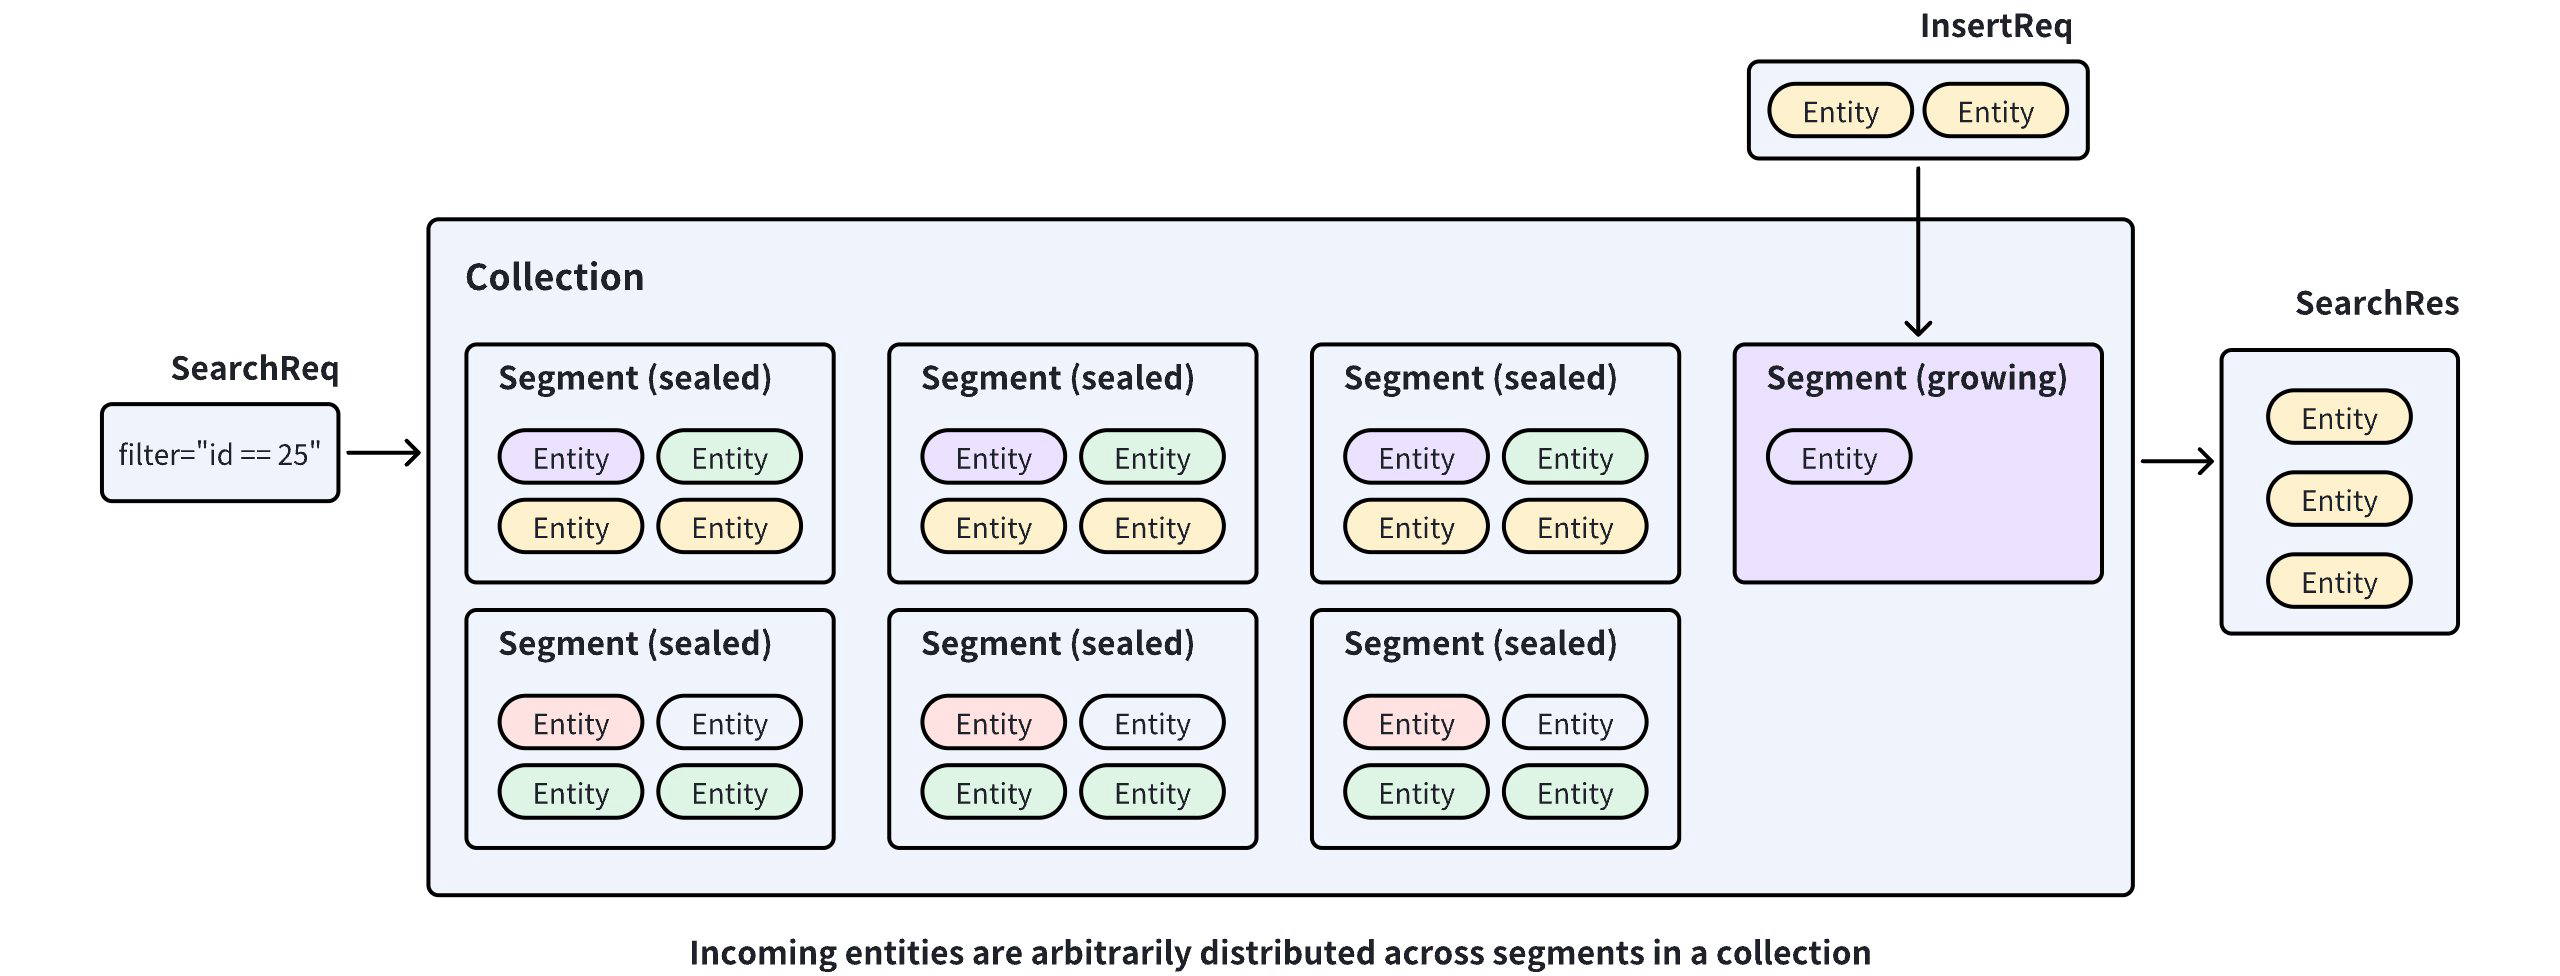 InsertReq
Entity Entity
Collection
SearchReq
filter="id == 25"
Segment (sealed)
Entity Entity
Entity Entity
Segment (sealed)
Entity Entity
Entity Entity
Segment (sealed)
Entity Entity
Entity Entity
Segment (growing)
Entity
Segment (sealed)
Entity Entity
Entity Entity
Segment (sealed)
Entity Entity
Entity Entity
Segment (sealed)
Entity Entity
Entity Entity
SearchRes
Entity
Entity
Entity
Incoming entities are arbitrarily distributed across segments in a collection